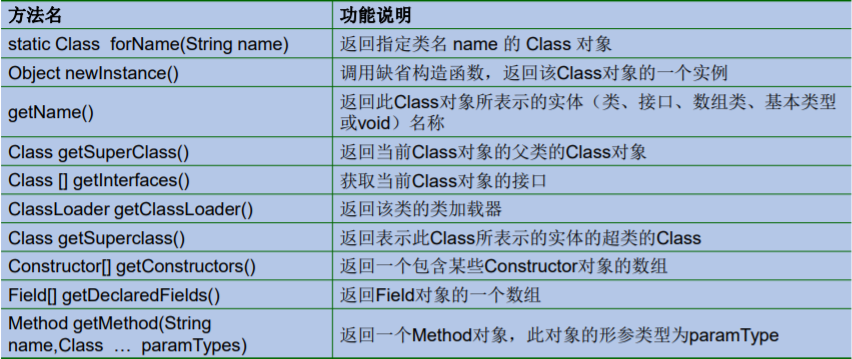 方法名 功能说明
static Class forName(String name) 返回指定类名 name 的 Class 对象
Object newInstance() 调用缺省构造函数，返回该Class对象的一个实例
getName() 返回此Class对象所表示的实体（类、接口、数组类、基本类型
或void）名称
Class getSuperClass() 返回当前Class对象的父类的Class对象
Class [] getInterfaces() 获取当前Class对象的接口
ClassLoader getClassLoader() 返回该类的类加载器
Class getSuperclass() 返回表示此Class所表示的实体的超类的Class
Constructor[] getConstructors() 返回一个包含某些Constructor对象的数组
Field[] getDeclaredFields() 返回Field对象的一个数组
Method getMethod(String
name,Class … paramTypes) 返回一个Method对象，此对象的形参类型为paramType